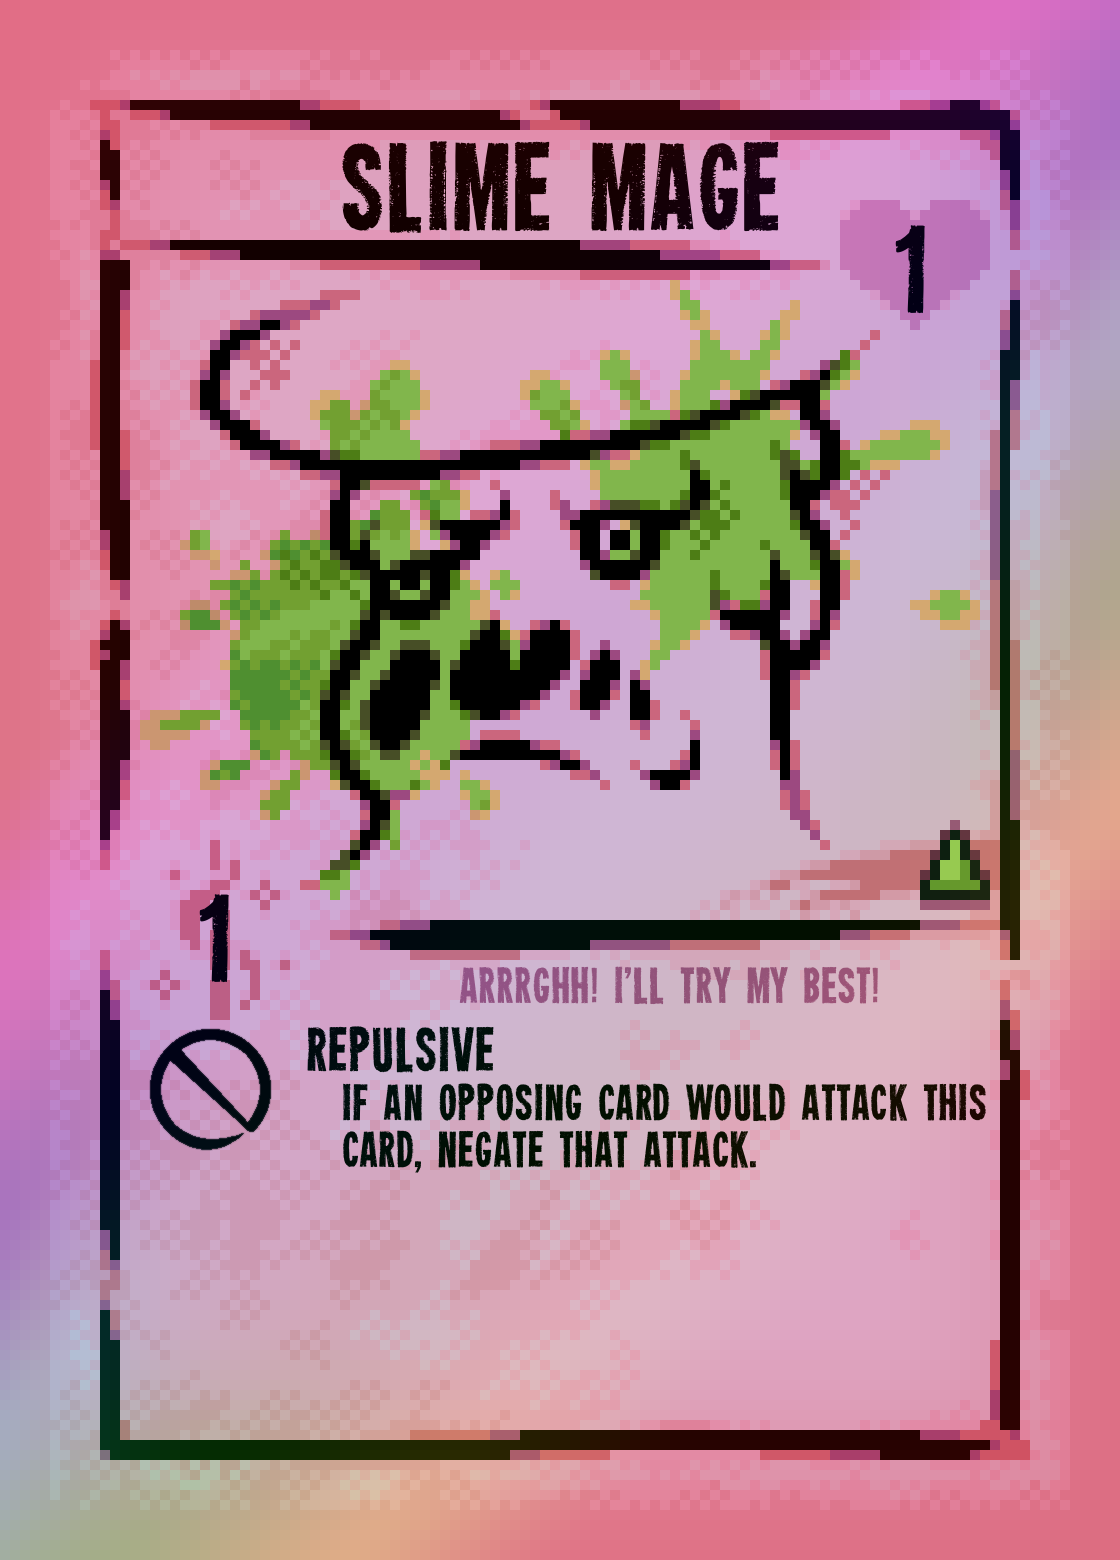 SLIME MAGE
1
1
ARRRGHH! I'LL TRY MY BEST!
REPULSIVE
IF AN OPPOSING CARD WOULD ATTACK THIS
CARD, NEGATE THAT ATTACK.